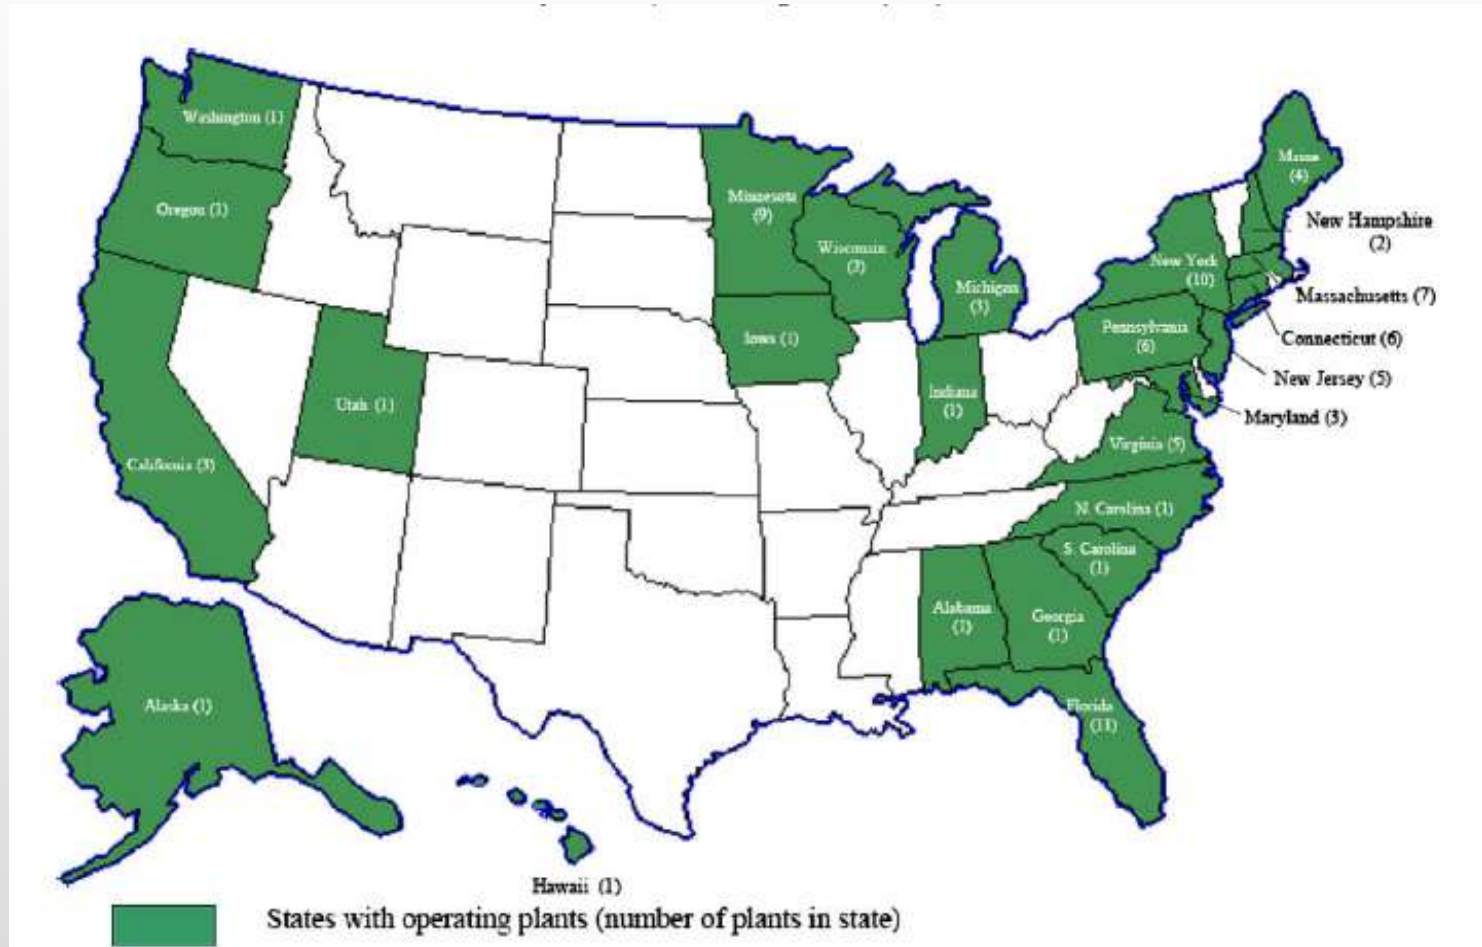 Washington (1)
Oregon (1)
California (3)
Utah (1)
Alaska (1)
Hawaii (1)
Minnesota
(9)
Iowa (1)
Wisconsin
Michigan
(3)
Indiana
(1)
Alabama
(1)
Georgia
(1)
Florida
(11)
S. Carolina
(1)
N. Carolina (1)
Virginia (5)
Pennsylvania
(6)
New York
(10)
Maine
(4)
New Hampshire
(2)
Massachusetts (7)
Connecticut (6)
New Jersey (5)
Maryland (3)
States with operating plants (number of plants in state)